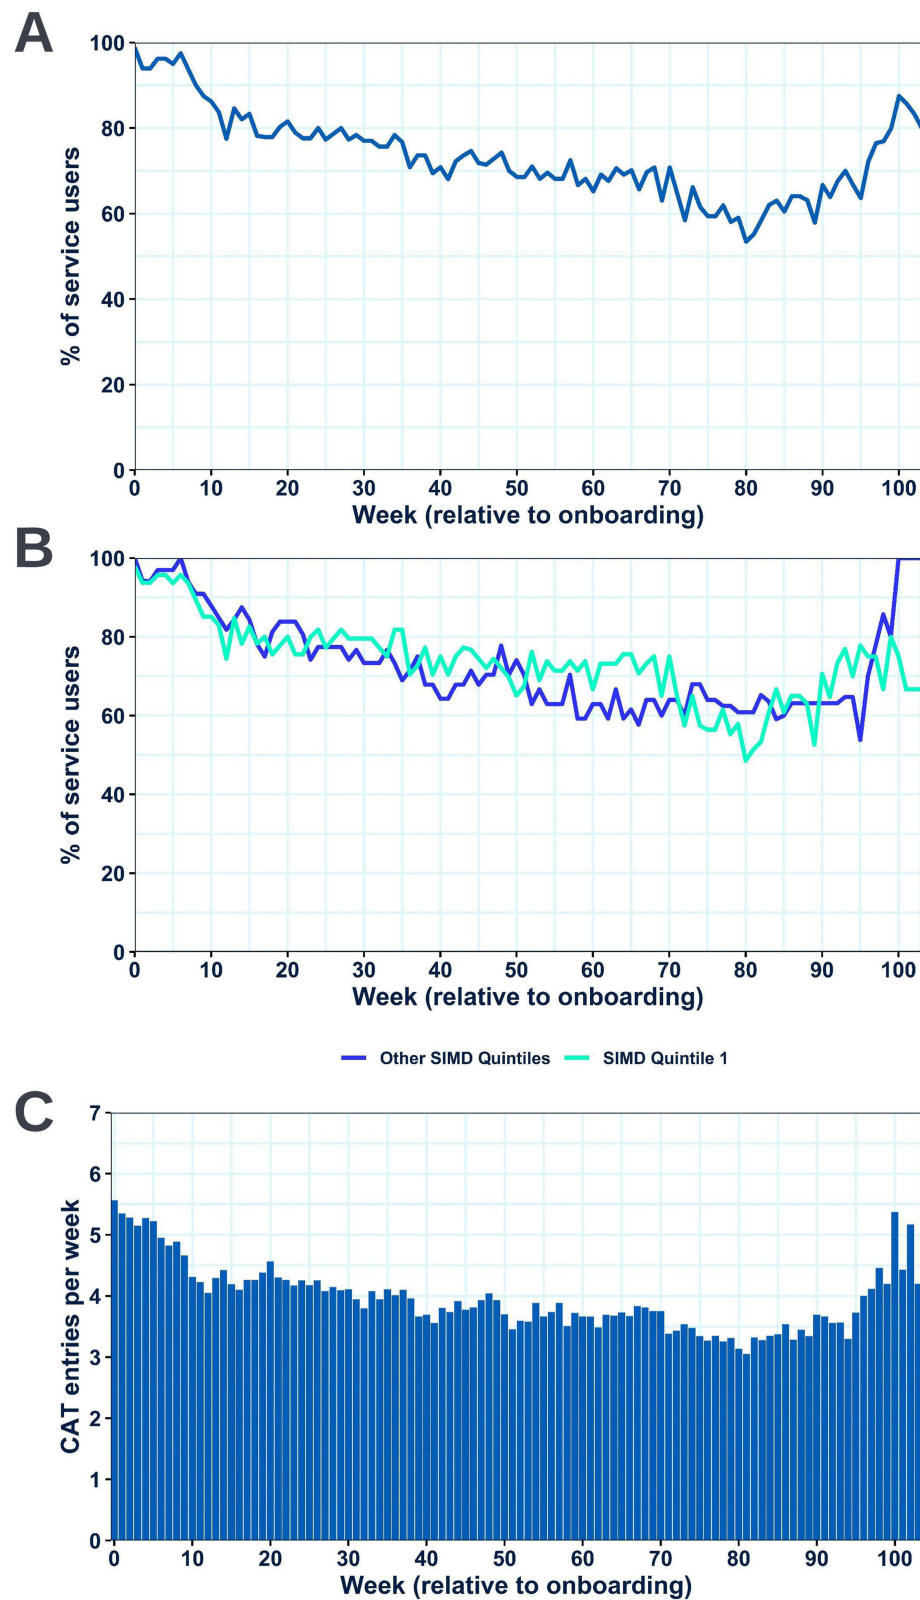 A
100
80
60
40
20
0
% of service users
0 10 20 30 40 50 60 70 80 90 100
Week (relative to onboarding)
B
100
80
60
40
20
0
% of service users
0 10 20 30 40 50 60 70 80 90 100
Week (relative to onboarding)
Other SIMD Quintiles SIMD Quintile 1
C
7
6
5
4
3
2
1
0
CAT entries per week
0 10 20 30 40 50 60 70 80 90 100
Week (relative to onboarding)